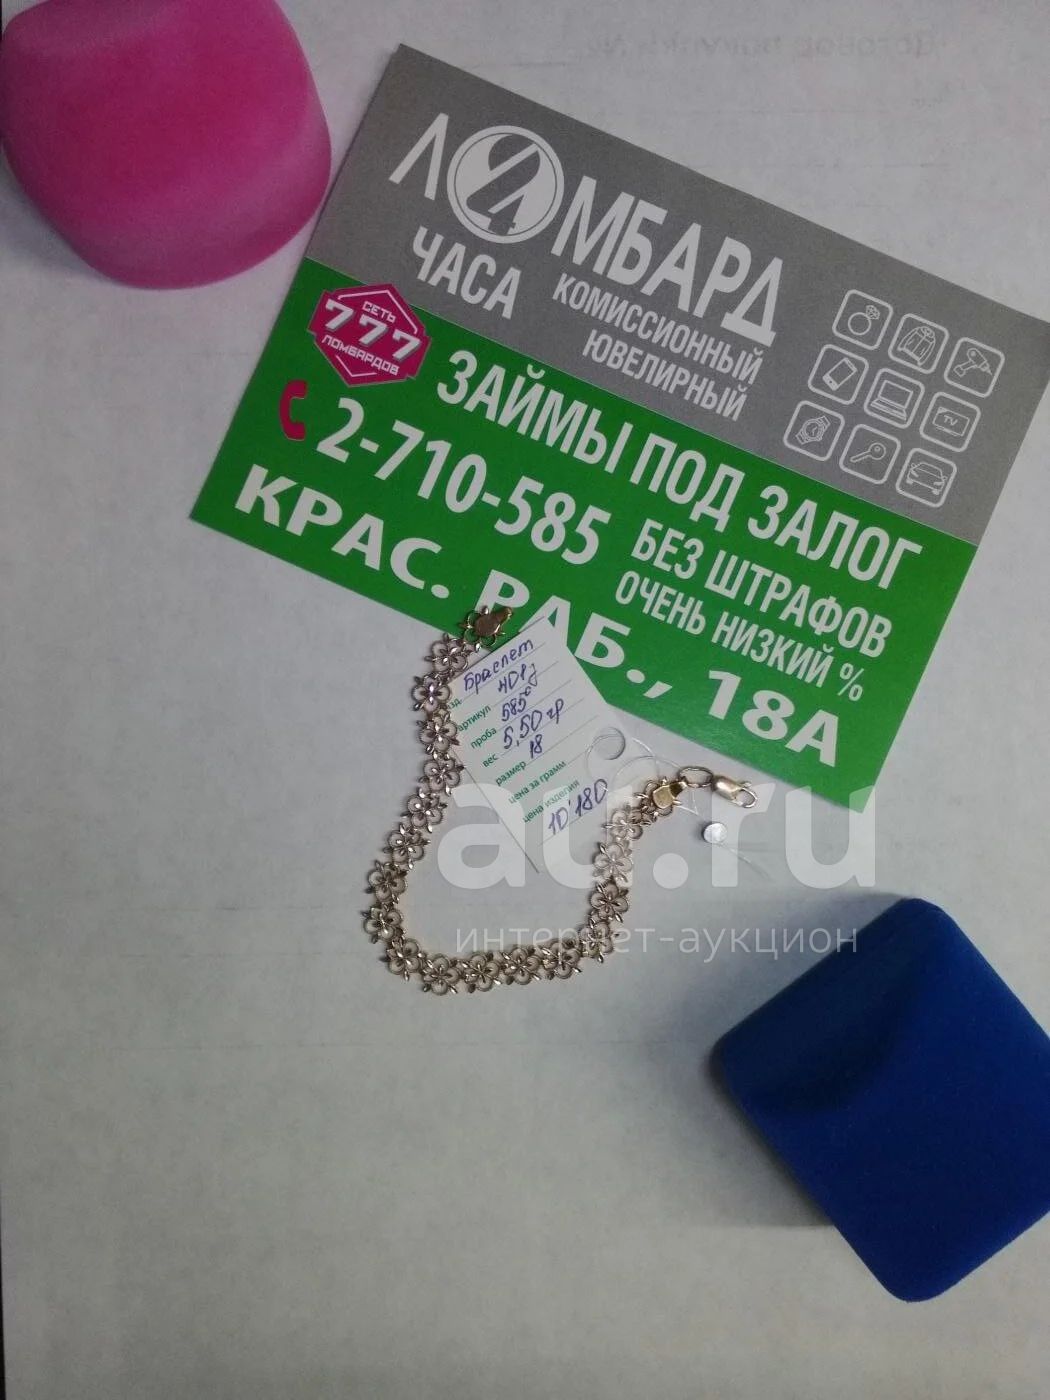 ЛОМБАРД
24
ЧАСА
КОМИССИОННЫЙ
ЮВЕЛИРНЫЙ
TV
СЕТЬ
777
ЛОМБАРДОВ
ЗАЙМЫ ПОД ЗАЛОГ
2-710-585
БЕЗ ШТРАФОВ
ОЧЕНЬ НИЗКИЙ %
КРАС. РАБ., 18А
Браслет
артикул
проба 585°
вес 5,50 гр
размер 18
цена за грамм
цена изделия
10'180
au.ru
интернет-аукцион